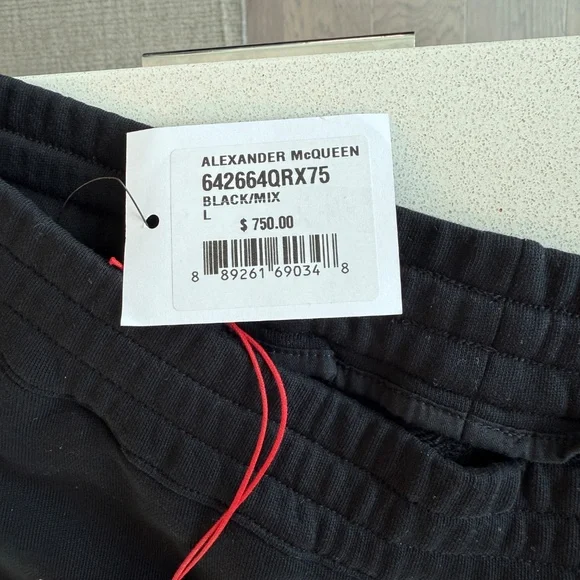 ALEXANDER McQUEEN
642664QRX75
BLACK/MIX
L
$ 750.00
8 89261 69034 8